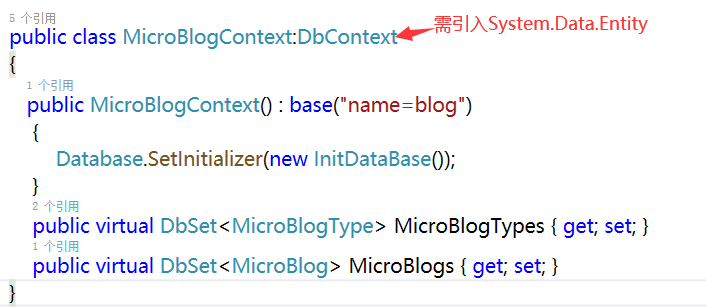 5 个引用
public class MicroBlogContext:DbContext 需引入System.Data.Entity
{
1 个引用
public MicroBlogContext() : base("name=blog")
{
Database.SetInitializer(new InitDataBase());
}
2 个引用
public virtual DbSet<MicroBlogType> MicroBlogTypes { get; set; }
1 个引用
public virtual DbSet<MicroBlog> MicroBlogs { get; set; }
}